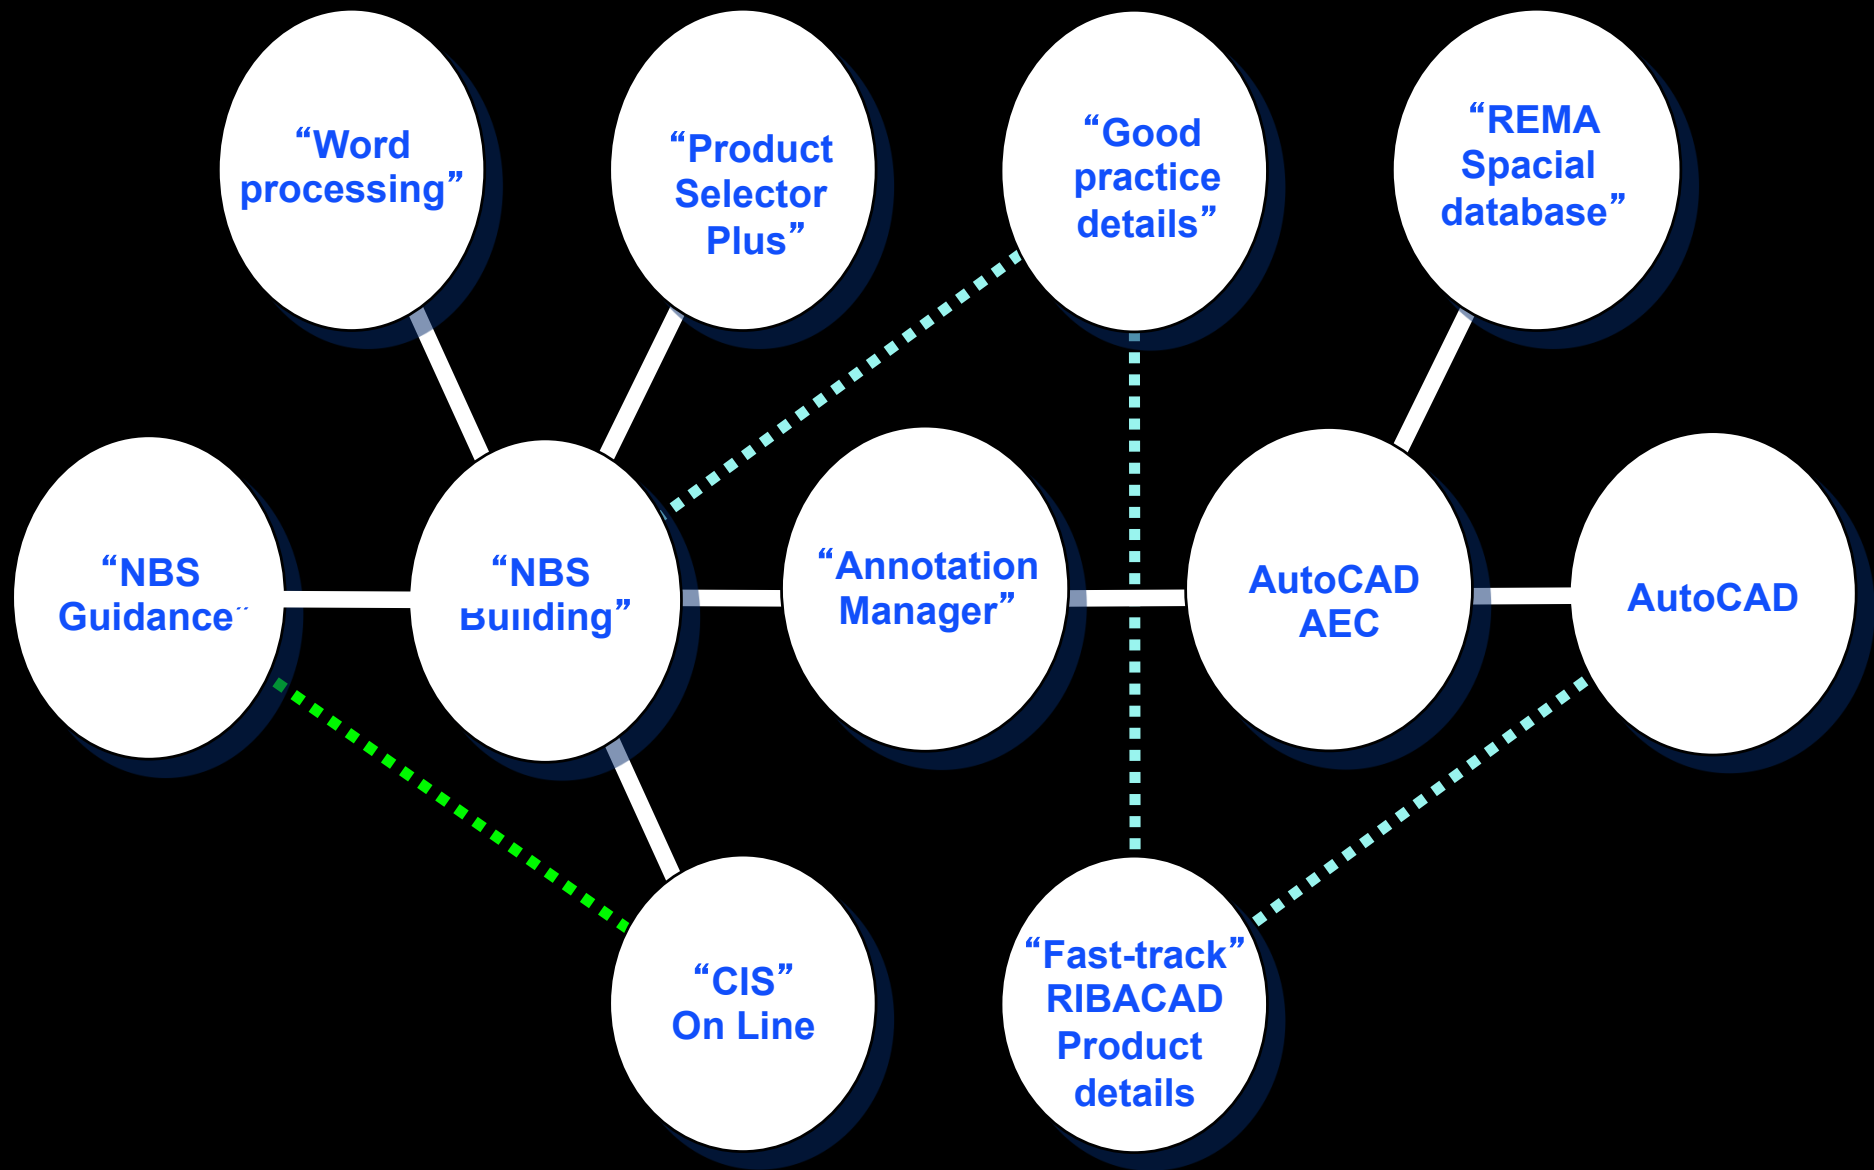 “Word
processing”
“Product
Selector
Plus”
“Good
practice
details”
“REMA
Spacial
database”
“NBS
Guidance”
“NBS
Building”
“Annotation
Manager”
AutoCAD
AEC
AutoCAD
“CIS”
On Line
“Fast-track”
RIBACAD
Product
details